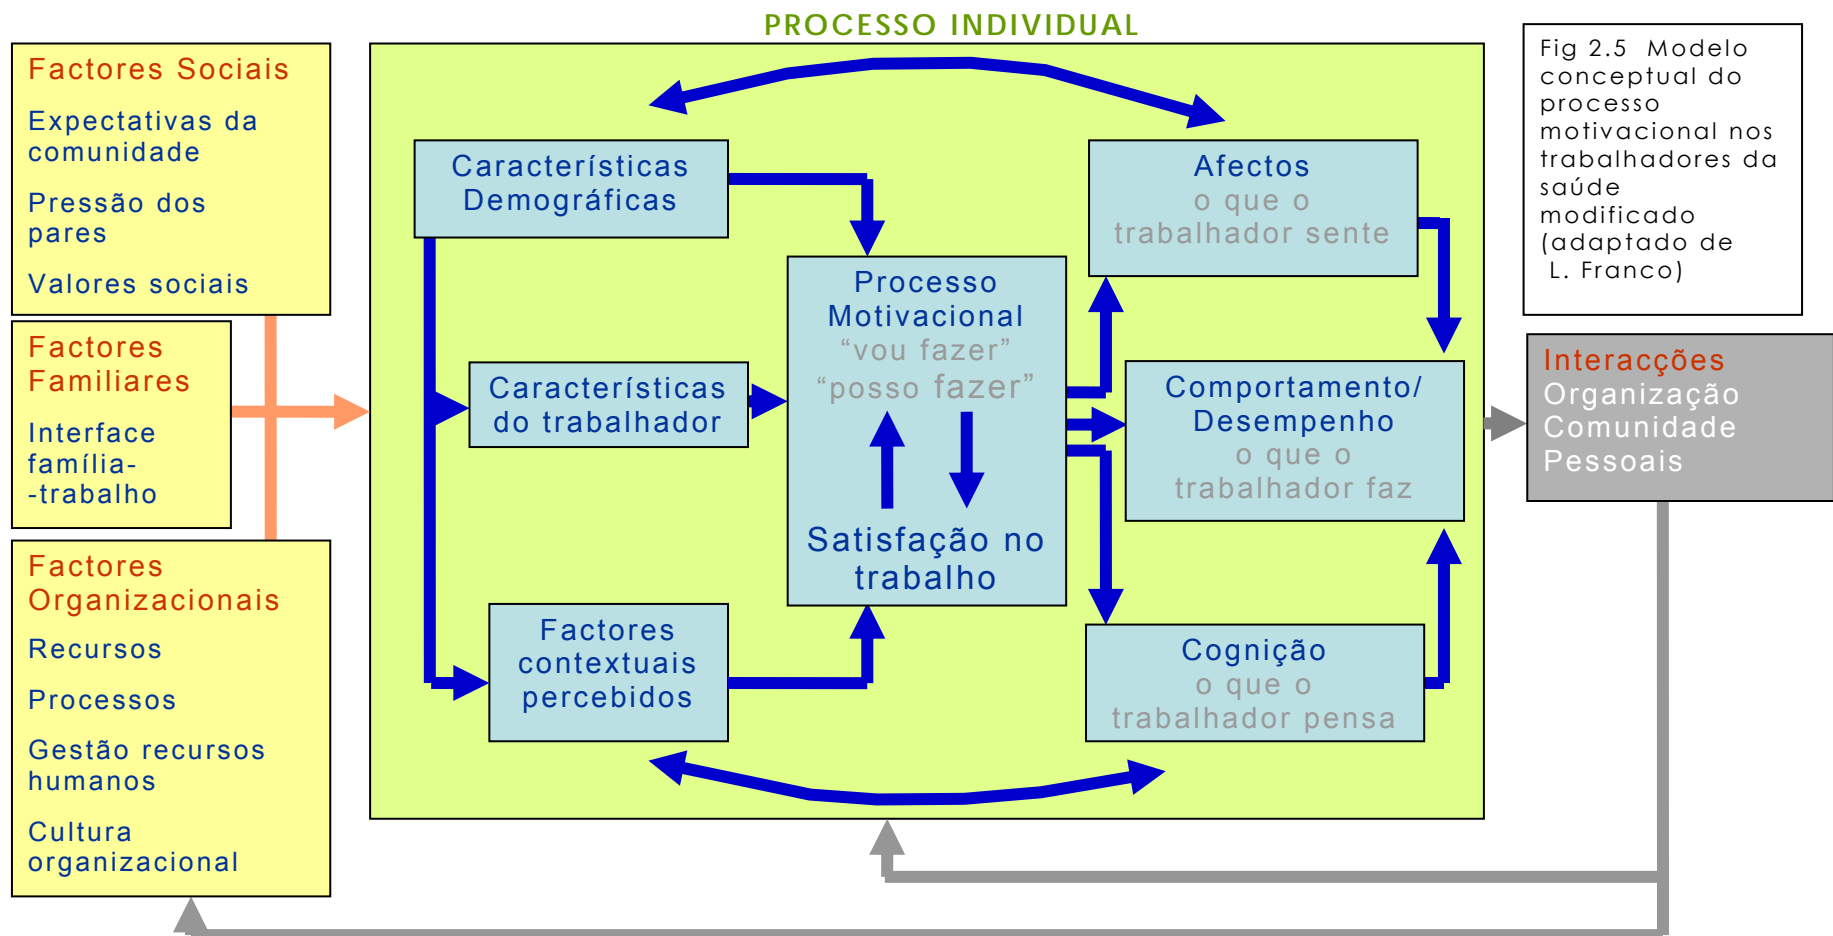 PROCESSO INDIVIDUAL
Factores Sociais
Expectativas da
comunidade
Pressão dos
pares
Valores sociais
Factores
Familiares
Interface
família-
-trabalho
Factores
Organizacionais
Recursos
Processos
Gestão recursos
humanos
Cultura
organizacional
Características
Demográficas
Características
do trabalhador
Factores
contextuais
percebidos
Processo
Motivacional
“vou fazer”
“posso fazer”
Satisfação no
trabalho
Afectos
o que o
trabalhador sente
Comportamento/
Desempenho
o que o
trabalhador faz
Cognição
o que o
trabalhador pensa
Fig 2.5 Modelo
conceptual do
processo
motivacional nos
trabalhadores da
saúde
modificado
(adaptado de
L. Franco)
Interacções
Organização
Comunidade
Pessoais